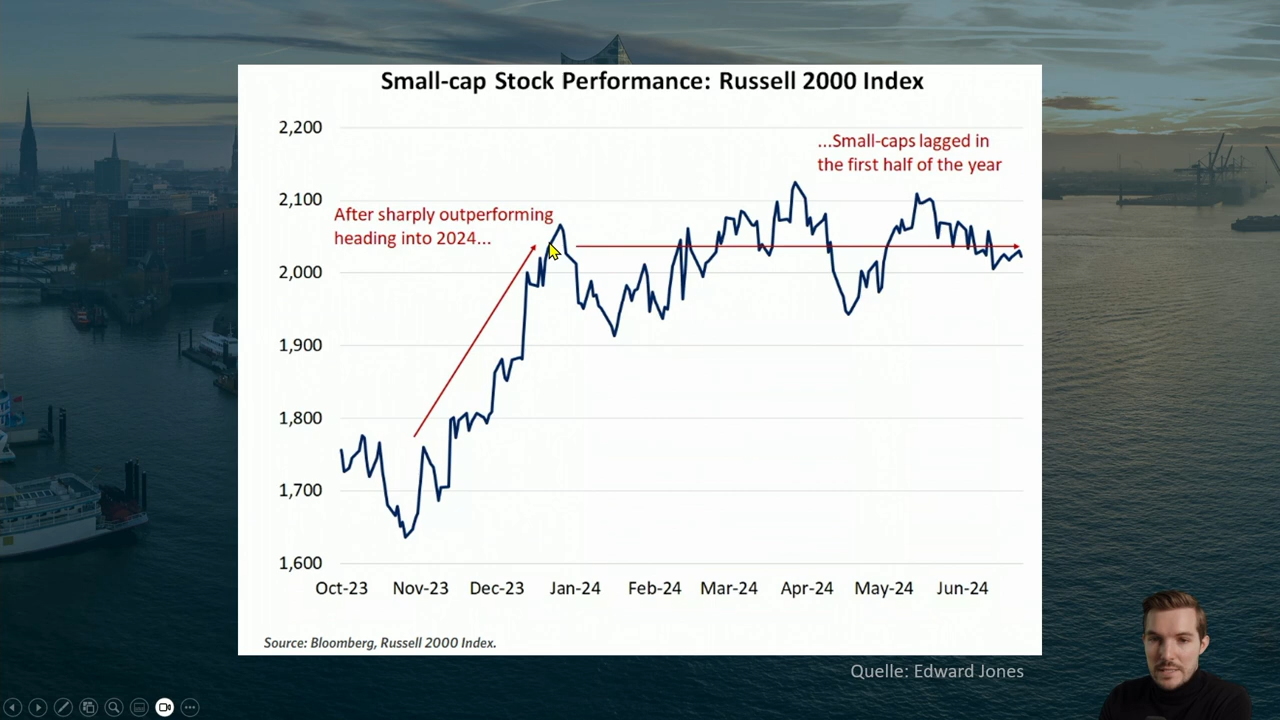 Small-cap Stock Performance: Russell 2000 Index
2,200
...Small-caps lagged in
the first half of the year
2,100
After sharply outperforming
heading into 2024...
2,000
1,900
1,800
1,700
1,600
Oct-23 Nov-23 Dec-23 Jan-24 Feb-24 Mar-24 Apr-24 May-24 Jun-24
Source: Bloomberg, Russell 2000 Index.
Quelle: Edward Jones